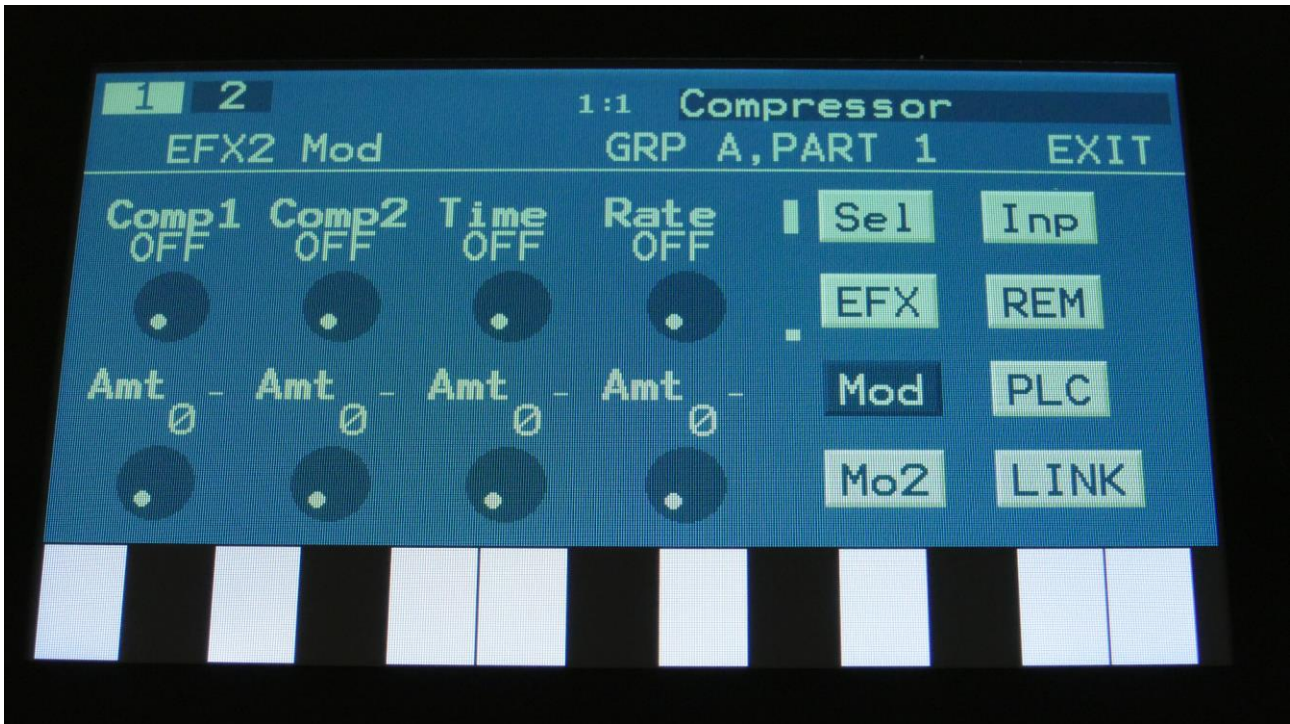 1 2 1:1 Compressor
EFX2 Mod GRP A,PART 1 EXIT
Comp1 Comp2 Time Rate Sel Inp
OFF OFF OFF OFF
EFX REM
Amt - Amt - Amt - Amt - Mod PLC
0 0 0 0
Mo2 LINK